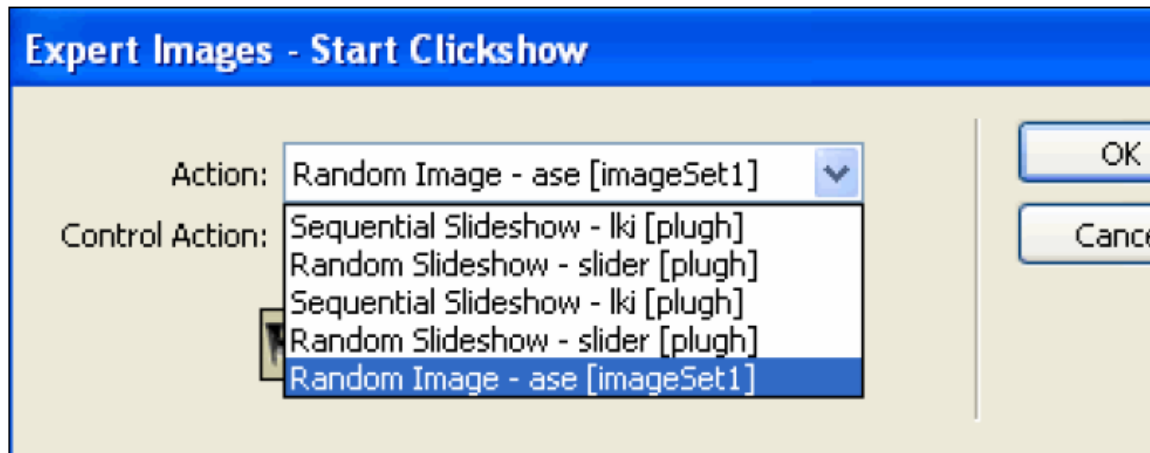 Expert Images - Start Clickshow
Action: Random Image - ase [imageSet1]
OK
Control Action:
Sequential Slideshow - lki [plugh]
Random Slideshow - slider [plugh]
Sequential Slideshow - lki [plugh]
Random Slideshow - slider [plugh]
Random Image - ase [imageSet1]
Cance